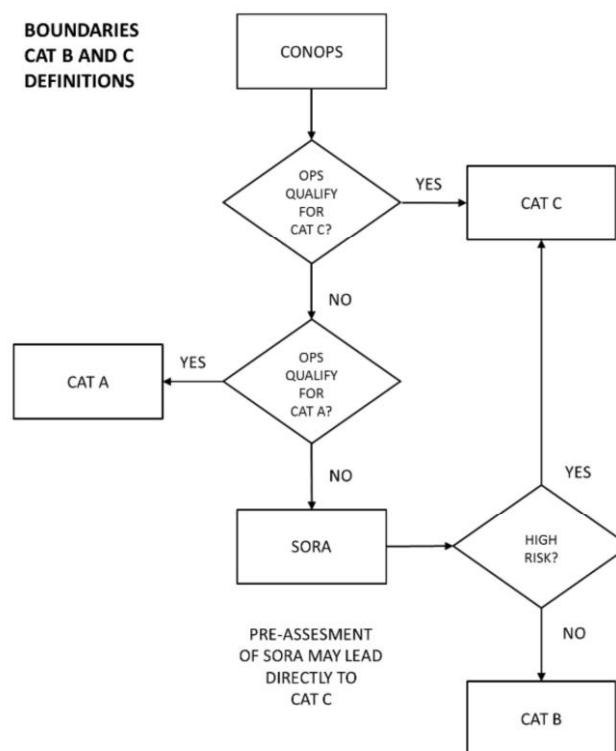 BOUNDARIES
CAT B AND C
DEFINITIONS
CONOPS
OPS
QUALIFY
FOR
CAT C?
YES
CAT C
NO
YES
CAT A
OPS
QUALIFY
FOR
CAT A?
NO
YES
SORA
HIGH
RISK?
NO
PRE-ASSESMENT
OF SORA MAY LEAD
DIRECTLY TO
CAT C
CAT B